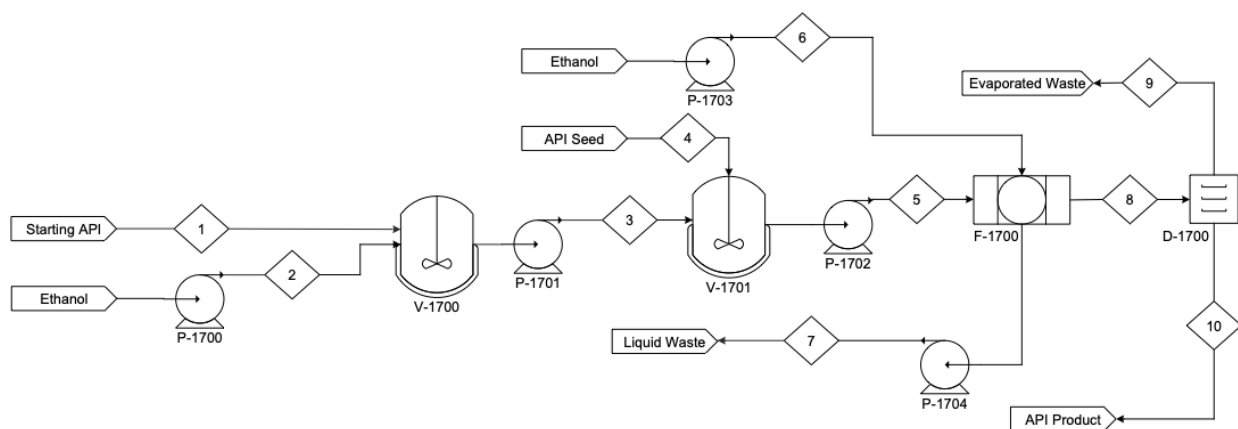 Ethanol
6
P-1703
Evaporated Waste
9
API Seed
4
Starting API
1
3
5
8
F-1700
D-1700
P-1702
P-1701
2
Ethanol
V-1700
V-1701
P-1700
10
Liquid Waste
7
P-1704
API Product